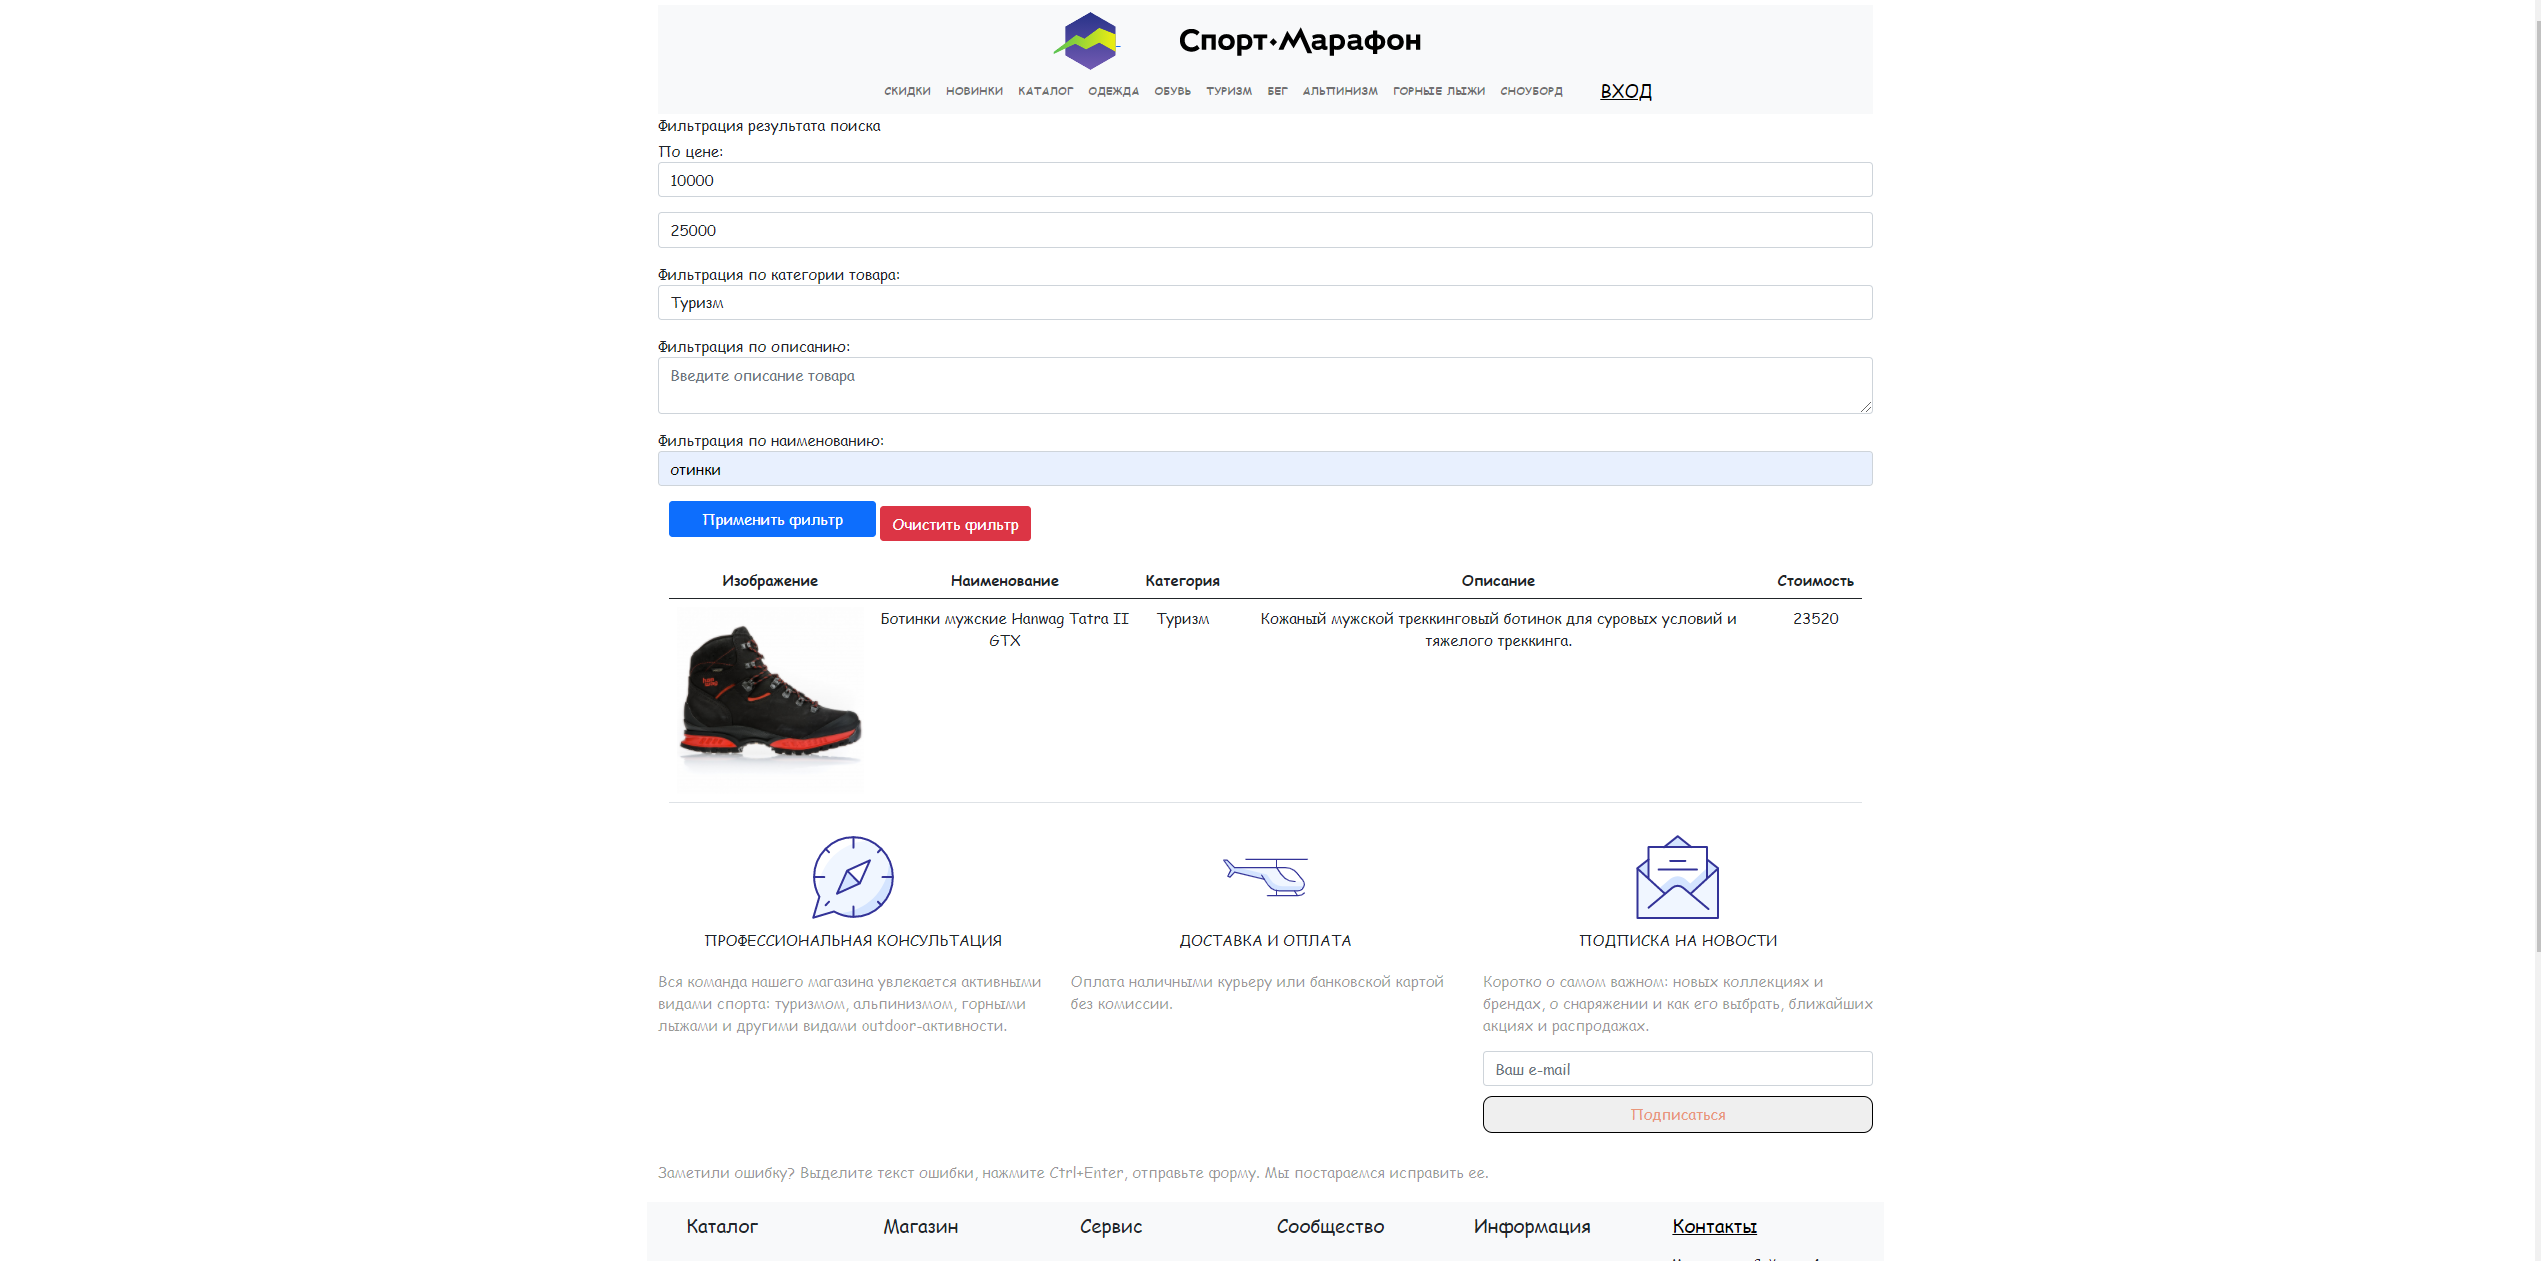 Спорт-Марафон
СКИДКИ НОВИНКИ КАТАЛОГ ОДЕЖДА ОБУВЬ ТУРИЗМ БЕГ АЛЬПИНИЗМ ГОРНЫЕ ЛЫЖИ СНОУБОРД ВХОД
Фильтрация результата поиска
По цене:
10000
25000
Фильтрация по категории товара:
Туризм
Фильтрация по описанию:
Введите описание товара
Фильтрация по наименованию:
отинки
Применить фильтр Очистить фильтр
Изображение Наименование Категория Описание Стоимость
Ботинки мужские Hanwag Tatra II Туризм Кожаный мужской треккинговый ботинок для суровых условий и 23520
GTX тяжелого треккинга.
ПРОФЕССИОНАЛЬНАЯ КОНСУЛЬТАЦИЯ
Вся команда нашего магазина увлекается активными
видами спорта: туризмом, альпинизмом, горными
лыжами и другими видами outdoor-активности.
ДОСТАВКА И ОПЛАТА
Оплата наличными курьеру или банковской картой
без комиссии.
ПОДПИСКА НА НОВОСТИ
Коротко о самом важном: новых коллекциях и
брендах, о снаряжении и как его выбрать, ближайших
акциях и распродажах.
Ваш e-mail
Подписаться
Заметили ошибку? Выделите текст ошибки, нажмите Ctrl+Enter, отправьте форму. Мы постараемся исправить ее.
Каталог Магазин Сервис Сообщество Информация Контакты